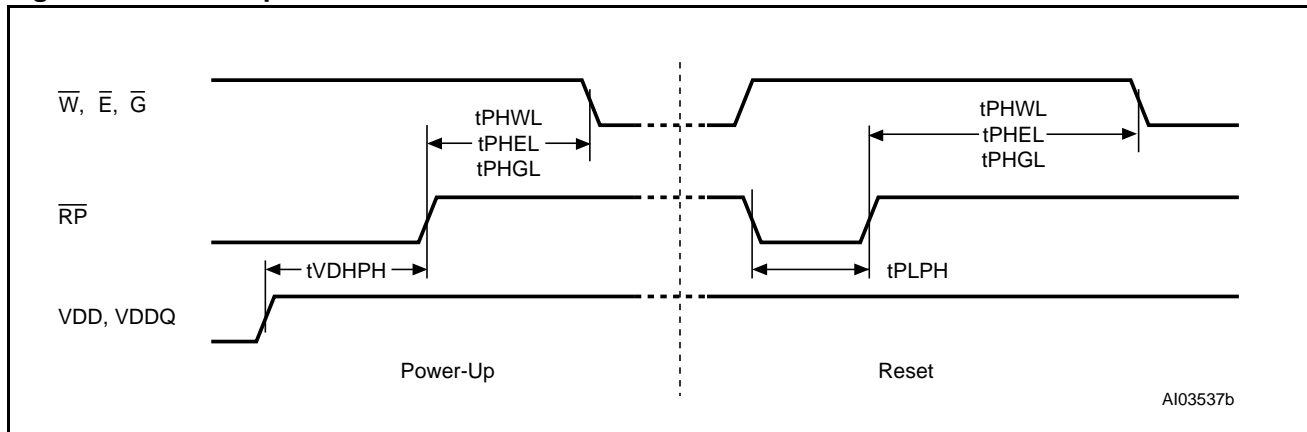 W, E, G
tPHWL
tPHEL
tPHGL
tPHWL
tPHEL
tPHGL
RP
tVDHPH
tPLPH
VDD, VDDQ
Power-Up
Reset
AI03537b